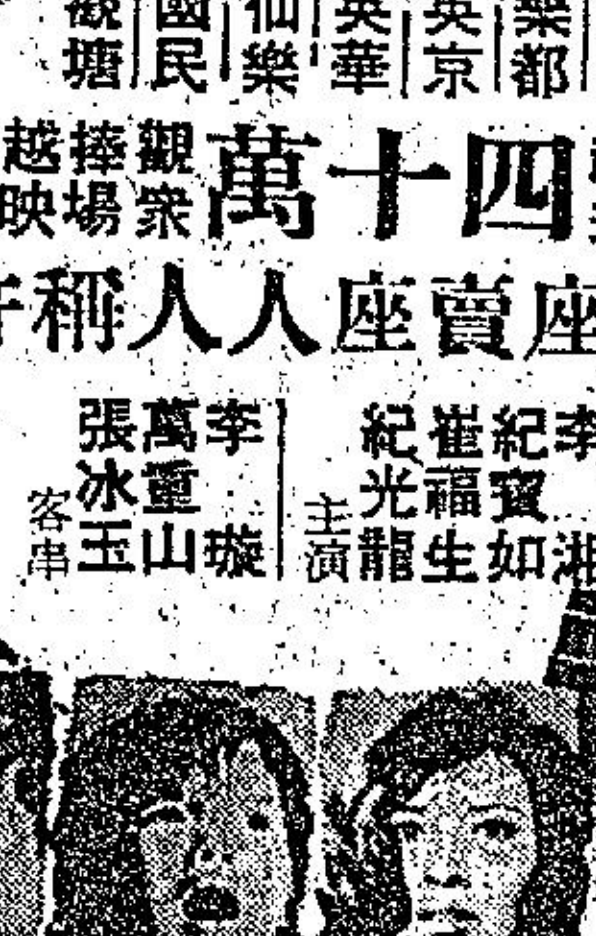 樂都
英京
英華
仙樂
國民
觀塘
四十萬
觀衆
捧場
越映
座賣座人人稱
李湘
紀寶如
崔福生
紀光龍
主演
李璇
萬重山
張冰玉
客串